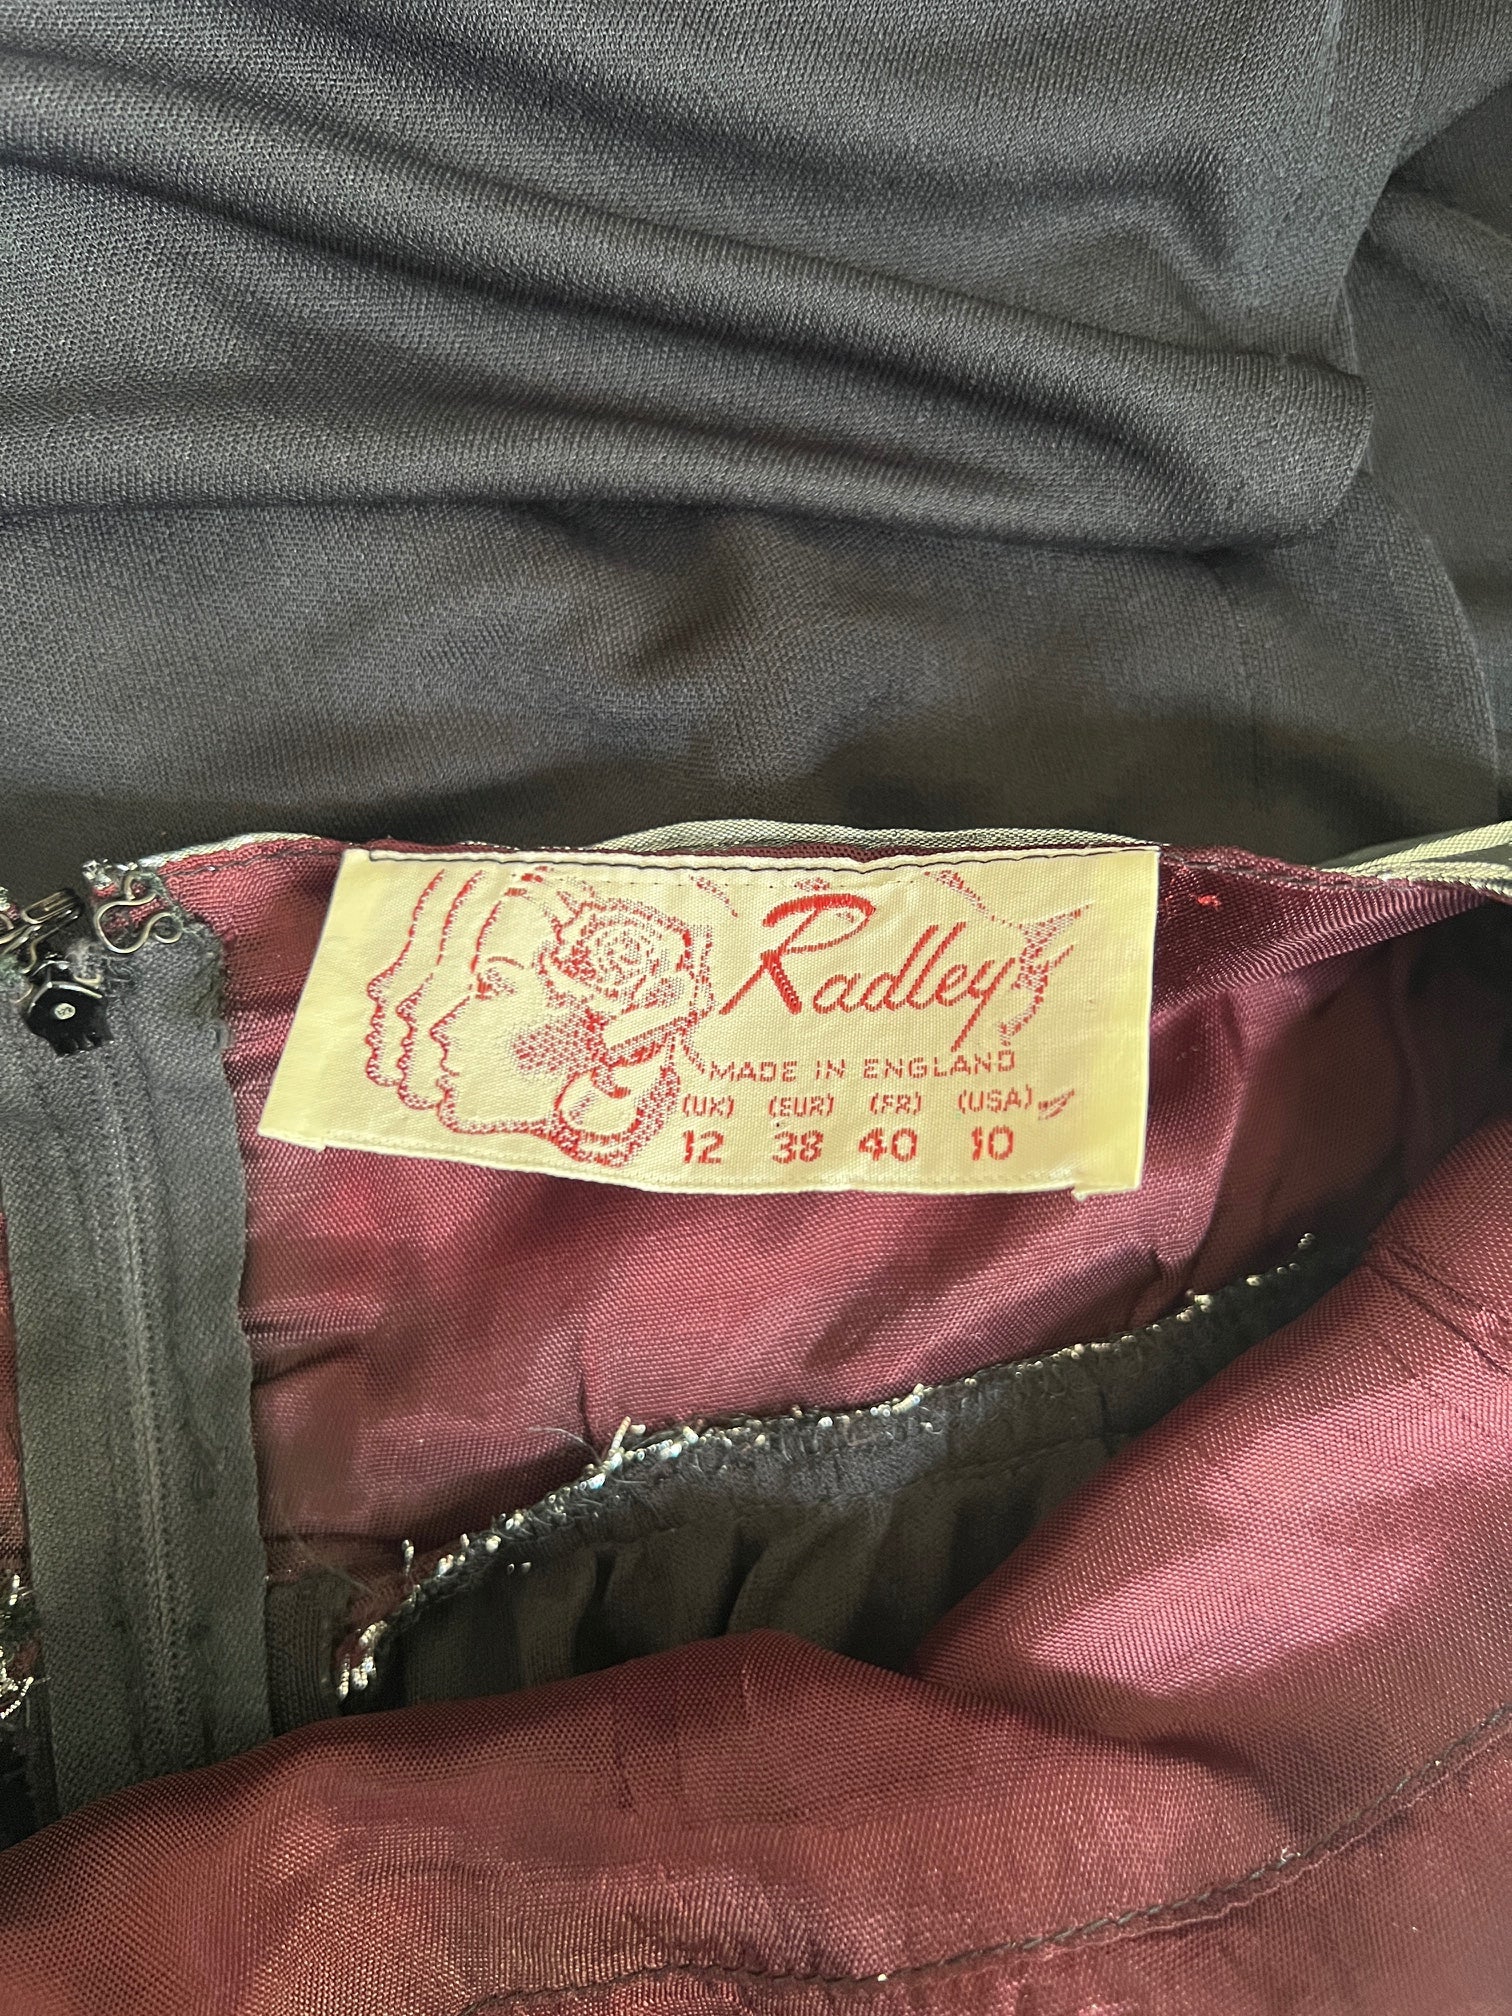 Radley
MADE IN ENGLAND
(UK) (EUR) (FR) (USA)
12 38 40 10